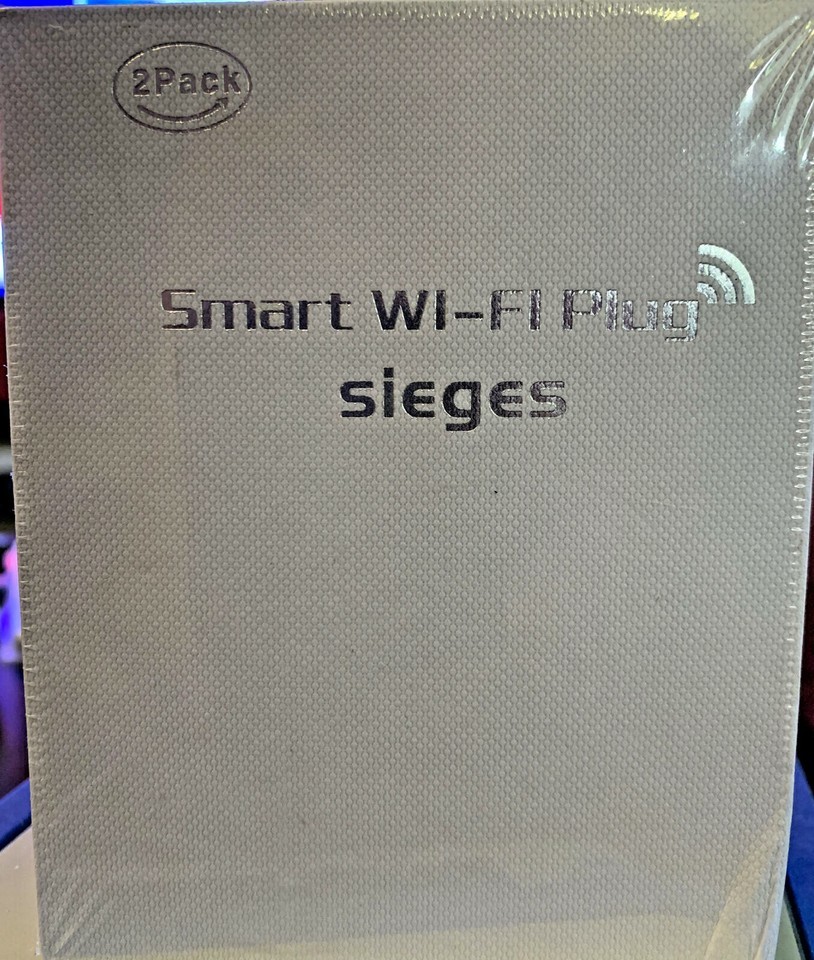 2Pack
Smart WI-FI Plug
sieges